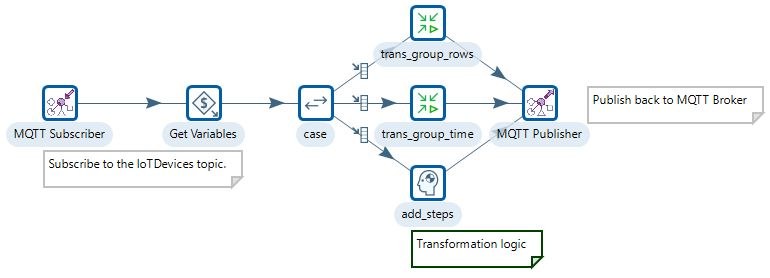 trans_group_rows
MQTT Subscriber
Get Variables
case
trans_group_time
MQTT Publisher
Publish back to MQTT Broker
Subscribe to the IoTDevices topic.
add_steps
Transformation logic